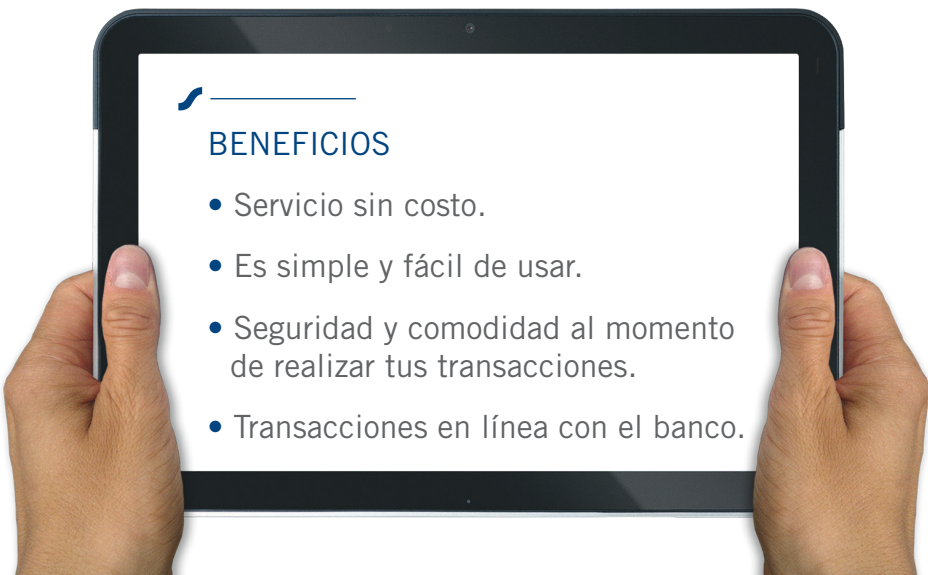 BENEFICIOS
• Servicio sin costo.
• Es simple y fácil de usar.
• Seguridad y comodidad al momento
de realizar tus transacciones.
• Transacciones en línea con el banco.